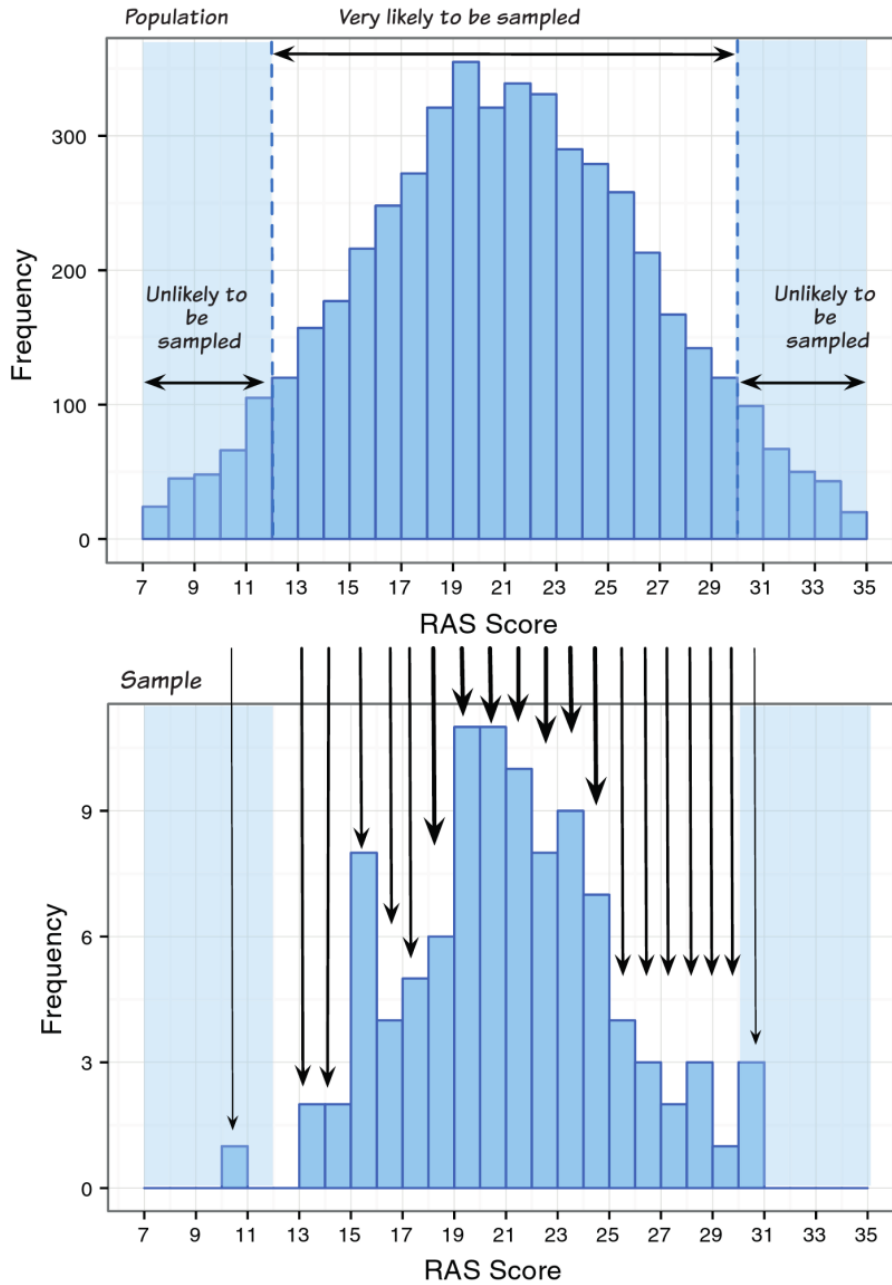 Population
Very likely to be sampled
300
200
100
0
Frequency
Unlikely to
be
sampled
Unlikely to
be
sampled
7 9 11 13 15 17 19 21 23 25 27 29 31 33 35
RAS Score
Sample
9
6
3
0
Frequency
7 9 11 13 15 17 19 21 23 25 27 29 31 33 35
RAS Score